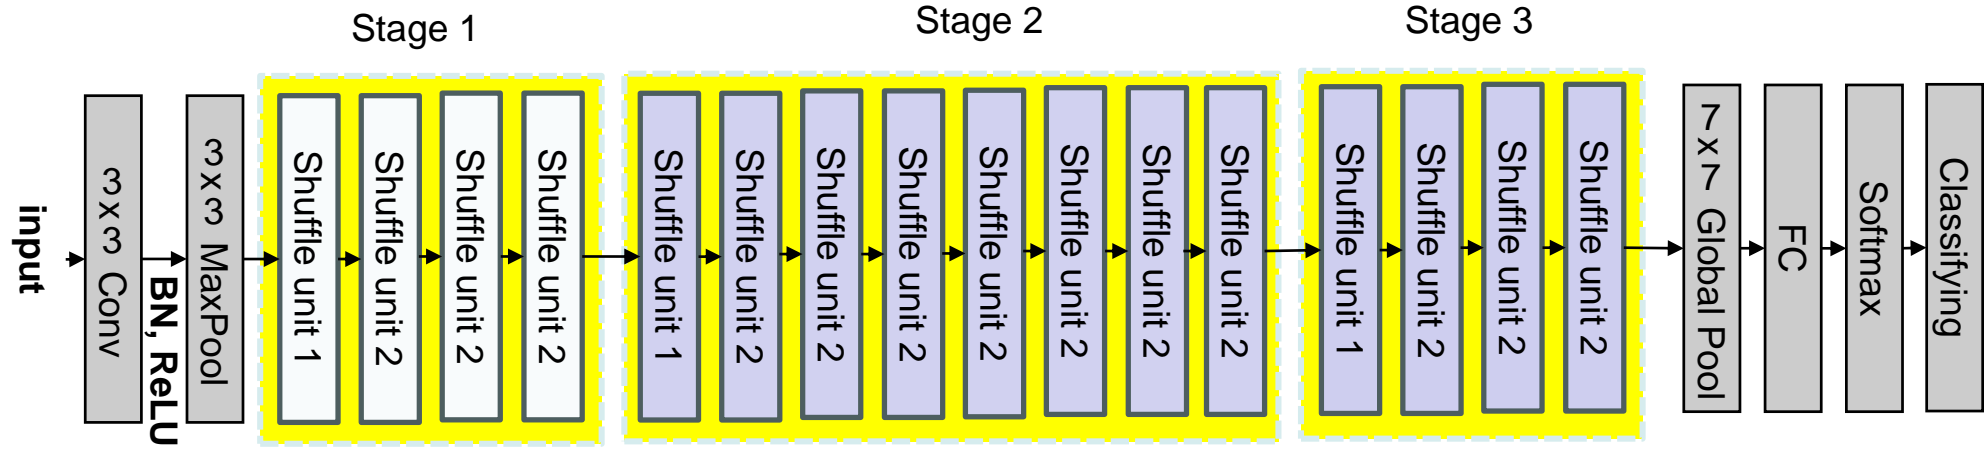 Stage 1
Stage 2
Stage 3
input
3x3 Conv
BN, ReLU
3x3 MaxPool
Shuffle unit 1
Shuffle unit 2
Shuffle unit 2
Shuffle unit 2
Shuffle unit 1
Shuffle unit 2
Shuffle unit 2
Shuffle unit 2
Shuffle unit 2
Shuffle unit 2
Shuffle unit 2
Shuffle unit 2
Shuffle unit 1
Shuffle unit 2
Shuffle unit 2
Shuffle unit 2
7x7 Global Pool
FC
Softmax
Classifying